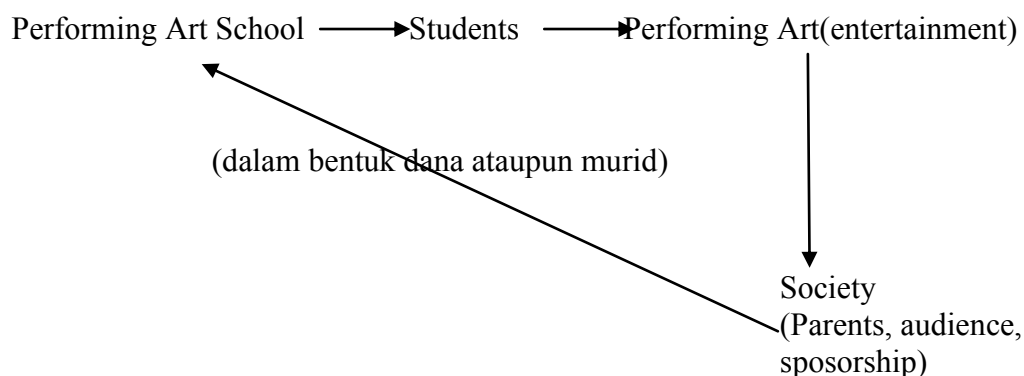 Performing Art School Students Performing Art(entertainment)
(dalam bentuk dana ataupun murid)
Society
(Parents, audience,
sposorship)